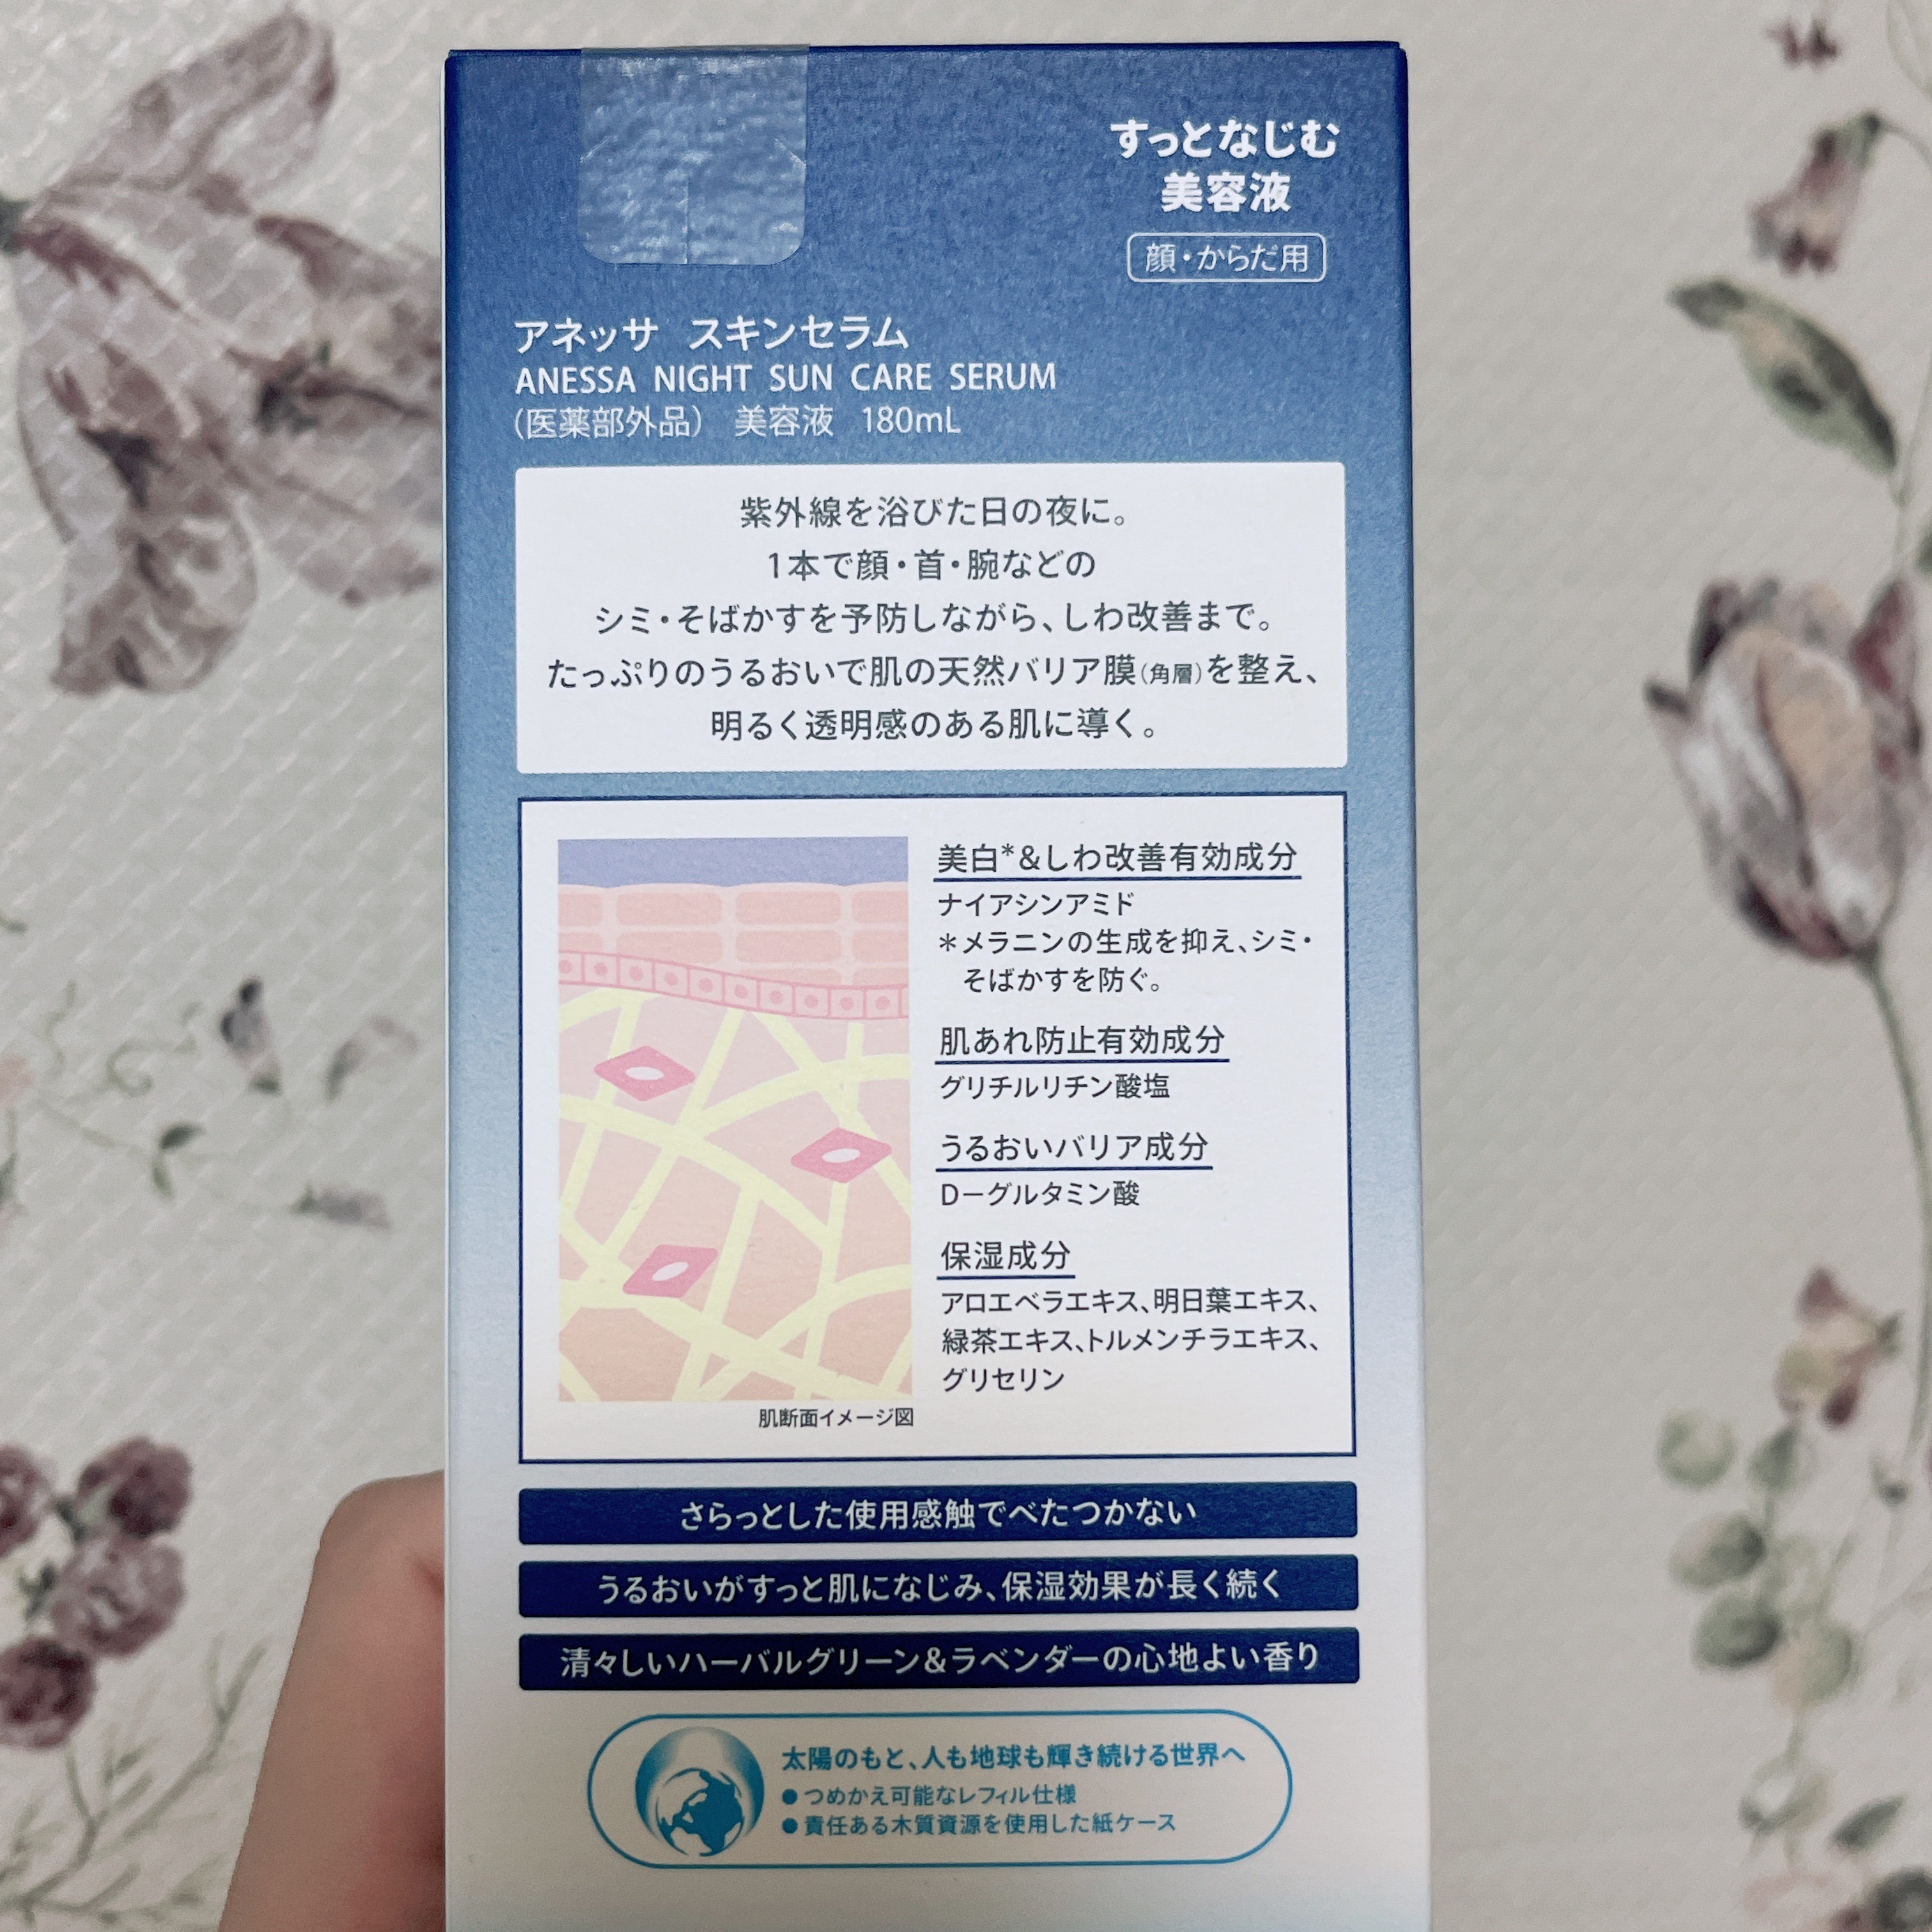 すっとなじむ
美容液
顔・からだ用
アネッサ スキンセラム
ANESSA NIGHT SUN CARE SERUM
(医薬部外品) 美容液 180mL
紫外線を浴びた日の夜に。
1本で顔・首・腕などの
シミ・そばかすを予防しながら、しわ改善まで。
たっぷりのうるおいで肌の天然バリア膜(角層)を整え、
明るく透明感のある肌に導く。
美白*&しわ改善有効成分
ナイアシンアミド
*メラニンの生成を抑え、シミ・
そばかすを防ぐ。
肌あれ防止有効成分
グリチルリチン酸塩
うるおいバリア成分
D−グルタミン酸
保湿成分
アロエベラエキス、明日葉エキス、
緑茶エキス、トルメンチラエキス、
グリセリン
肌断面イメージ図
さらっとした使用感触でべたつかない
うるおいがすっと肌になじみ、保湿効果が長く続く
清々しいハーバルグリーン&ラベンダーの心地よい香り
太陽のもと、人も地球も輝き続ける世界へ
●つめかえ可能なレフィル仕様
●責任ある木質資源を使用した紙ケース